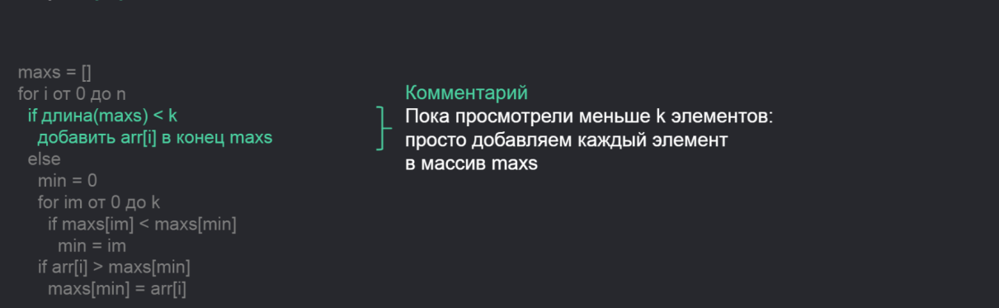 maxs = []
for i от 0 до n
if длина(maxs) < k
добавить arr[i] в конец maxs
else
min = 0
for im от 0 до k
if maxs[im] < maxs[min]
min = im
if arr[i] > maxs[min]
maxs[min] = arr[i]
Комментарий
Пока просмотрели меньше k элементов:
просто добавляем каждый элемент
в массив maxs